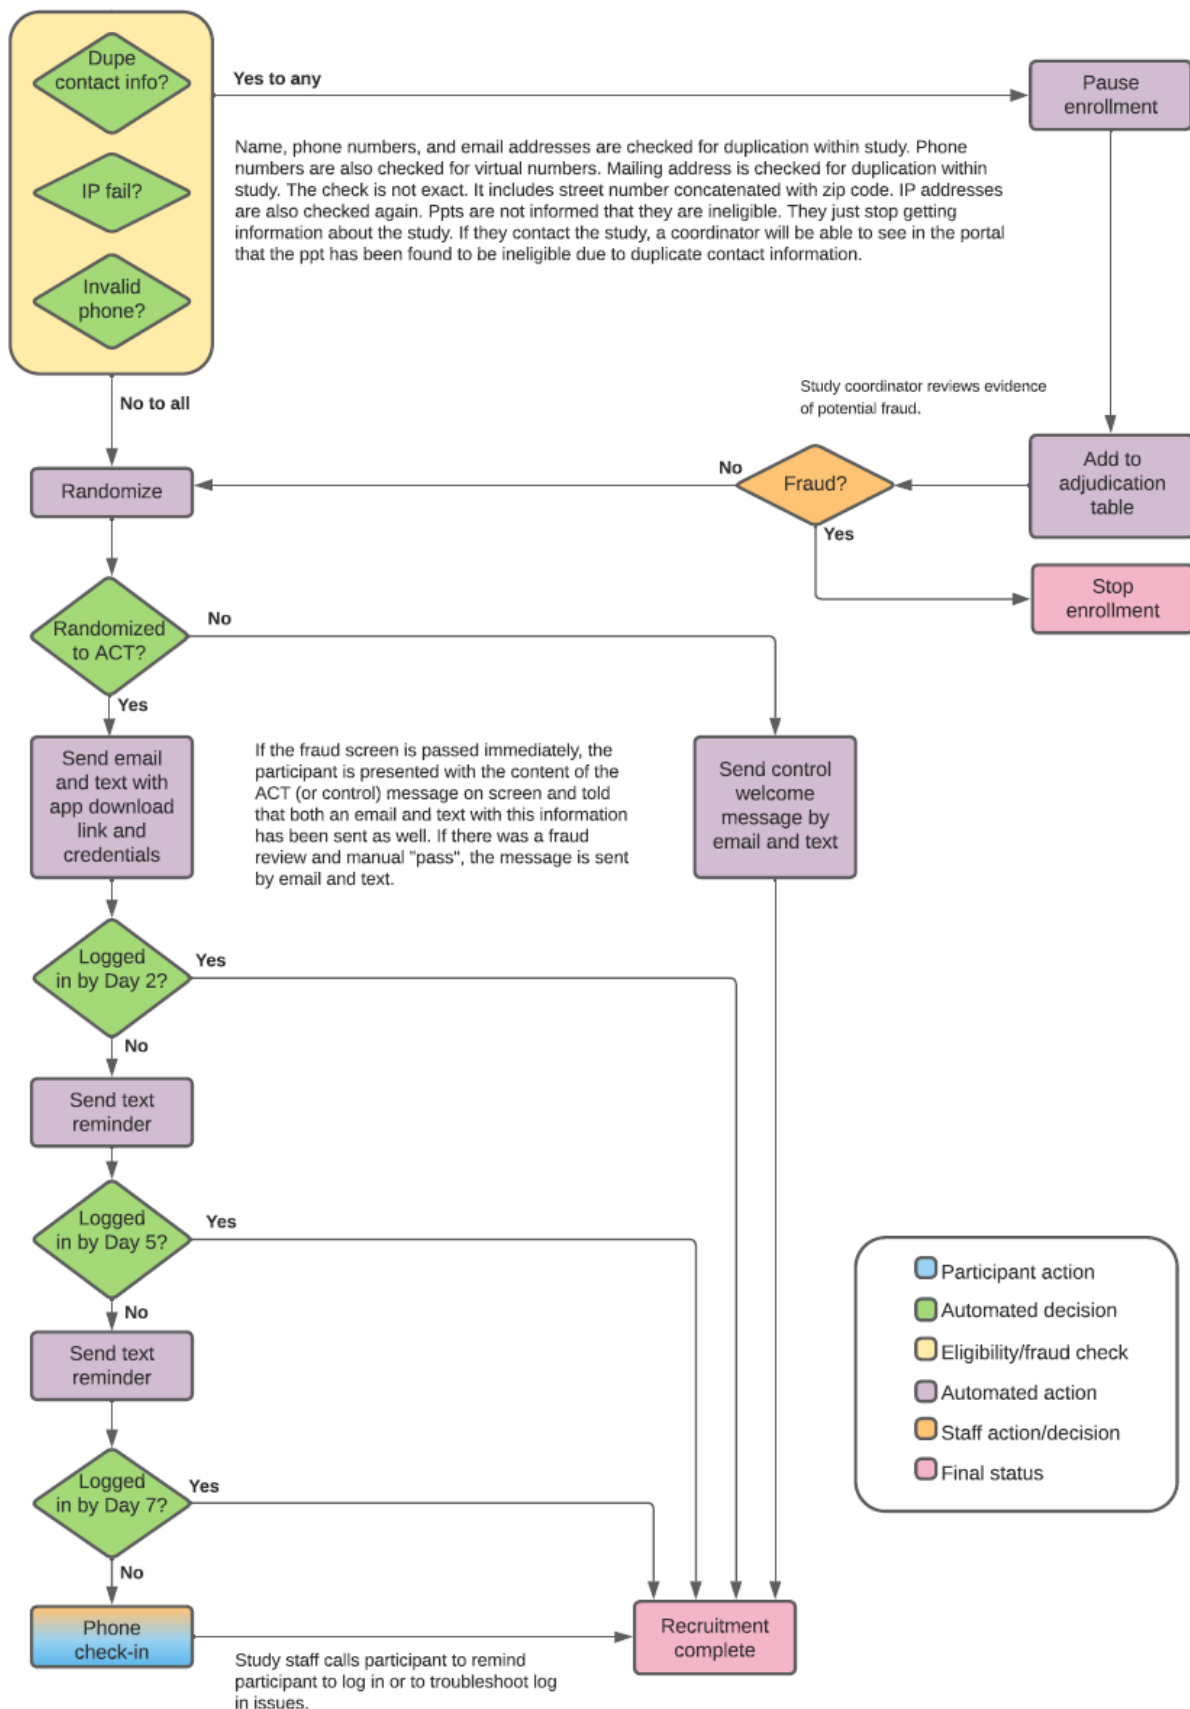 Dupe
contact info?
IP fail?
Invalid
phone?
Yes to any
Pause
enrollment
Name, phone numbers, and email addresses are checked for duplication within study. Phone
numbers are also checked for virtual numbers. Mailing address is checked for duplication within
study. The check is not exact. It includes street number concatenated with zip code. IP addresses
are also checked again. Ppts are not informed that they are ineligible. They just stop getting
information about the study. If they contact the study, a coordinator will be able to see in the portal
that the ppt has been found to be ineligible due to duplicate contact information.
No to all
Study coordinator reviews evidence
of potential fraud.
Randomize
No
Fraud?
Yes
Add to
adjudication
table
Stop
enrollment
Randomized
to ACT?
No
Yes
Send email
and text with
app download
link and
credentials
If the fraud screen is passed immediately, the
participant is presented with the content of the
ACT (or control) message on screen and told
that both an email and text with this information
has been sent as well. If there was a fraud
review and manual "pass", the message is sent
by email and text.
Send control
welcome
message by
email and text
Logged
in by Day 2?
Yes
No
Send text
reminder
Logged
in by Day 5?
Yes
No
Send text
reminder
Logged
in by Day 7?
Yes
No
Phone
check-in
Study staff calls participant to remind
participant to log in or to troubleshoot log
in issues.
Recruitment
complete
Participant action
Automated decision
Eligibility/fraud check
Automated action
Staff action/decision
Final status